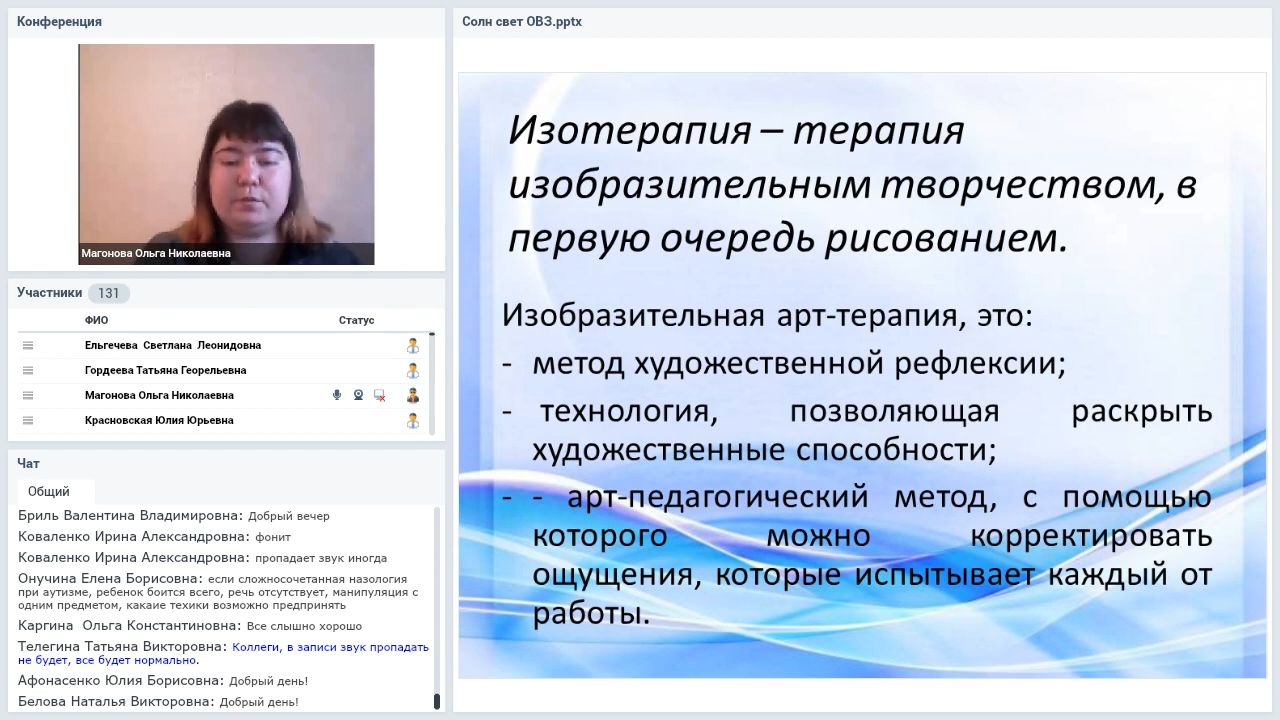 Конференция
Магонова Ольга Николаевна
Участники 131
ФИО Статус
Ельгечева Светлана Леонидовна
Гордеева Татьяна Георельевна
Магонова Ольга Николаевна
Красновская Юлия Юрьевна
Чат
Общий
Бриль Валентина Владимировна: Добрый вечер
Коваленко Ирина Александровна: фонит
Коваленко Ирина Александровна: пропадает звук иногда
Онучина Елена Борисовна: если сложносочетанная назология
при аутизме, ребенок боится всего, речь отсутствует, манипуляция с
одним предметом, какаие техики возможно предпринять
Каргина Ольга Константиновна: Все слышно хорошо
Телегина Татьяна Викторовна: Коллеги, в записи звук пропадать
не будет, все будет нормально.
Афонасенко Юлия Борисовна: Добрый день!
Белова Наталья Викторовна: Добрый день!
Солн свет ОВЗ.pptx
Изотерапия – терапия
изобразительным творчеством, в
первую очередь рисованием.
Изобразительная арт-терапия, это:
- метод художественной рефлексии;
- технология, позволяющая раскрыть
художественные способности;
- - арт-педагогический метод, с помощью
которого можно корректировать
ощущения, которые испытывает каждый от
работы.